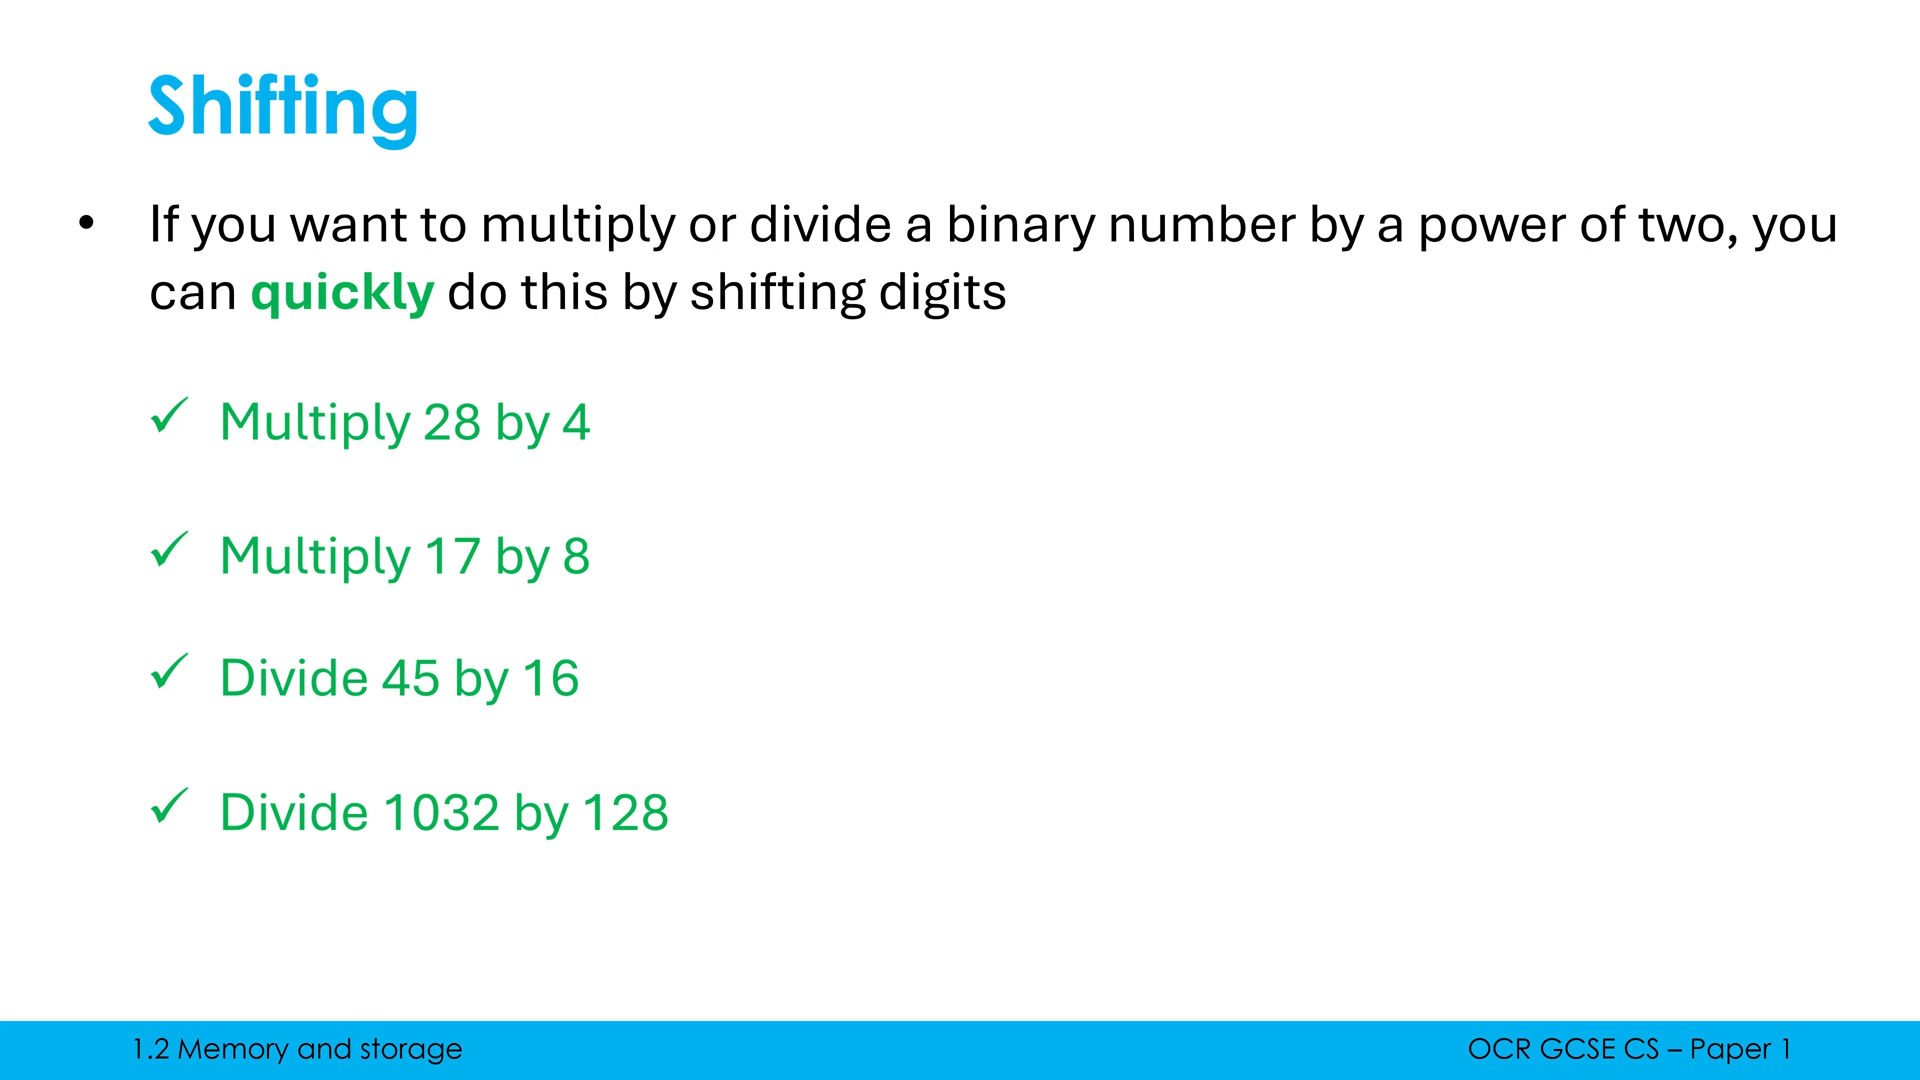 Shifting
• If you want to multiply or divide a binary number by a power of two, you
can quickly do this by shifting digits
✓ Multiply 28 by 4
✓ Multiply 17 by 8
✓ Divide 45 by 16
✓ Divide 1032 by 128
1.2 Memory and storage
OCR GCSE CS – Paper 1